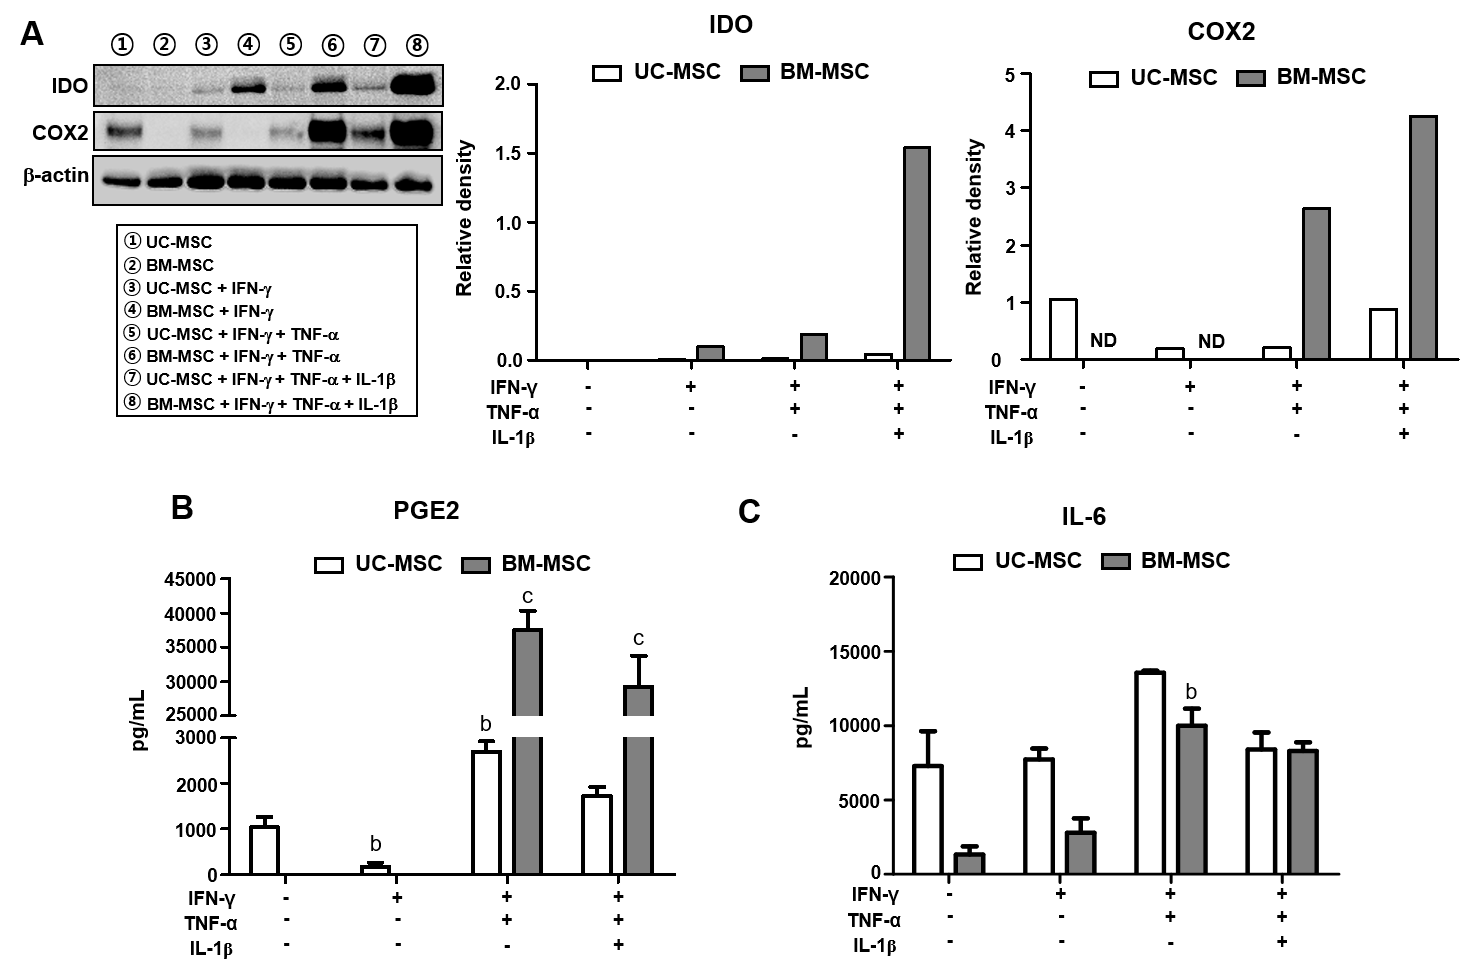 A
① ② ③ ④ ⑤ ⑥ ⑦ ⑧
IDO
COX2
β-actin
① UC-MSC
② BM-MSC
③ UC-MSC + IFN-γ
④ BM-MSC + IFN-γ
⑤ UC-MSC + IFN-γ + TNF-α
⑥ BM-MSC + IFN-γ + TNF-α
⑦ UC-MSC + IFN-γ + TNF-α + IL-1β
⑧ BM-MSC + IFN-γ + TNF-α + IL-1β
IDO
UC-MSC BM-MSC
Relative density
2.0
1.5
1.0
0.5
0.0
IFN-γ - + + +
TNF-α - - + +
IL-1β - - - +
COX2
UC-MSC BM-MSC
Relative density
5
4
3
2
1
0
ND ND
IFN-γ - + + +
TNF-α - - + +
IL-1β - - - +
B
PGE2
UC-MSC BM-MSC
pg/mL
45000
40000
35000
30000
25000
3000
2000
1000
0
b
b
c
c
IFN-γ - + + +
TNF-α - - + +
IL-1β - - - +
C
IL-6
UC-MSC BM-MSC
pg/mL
20000
15000
10000
5000
0
b
IFN-γ - + + +
TNF-α - - + +
IL-1β - - - +